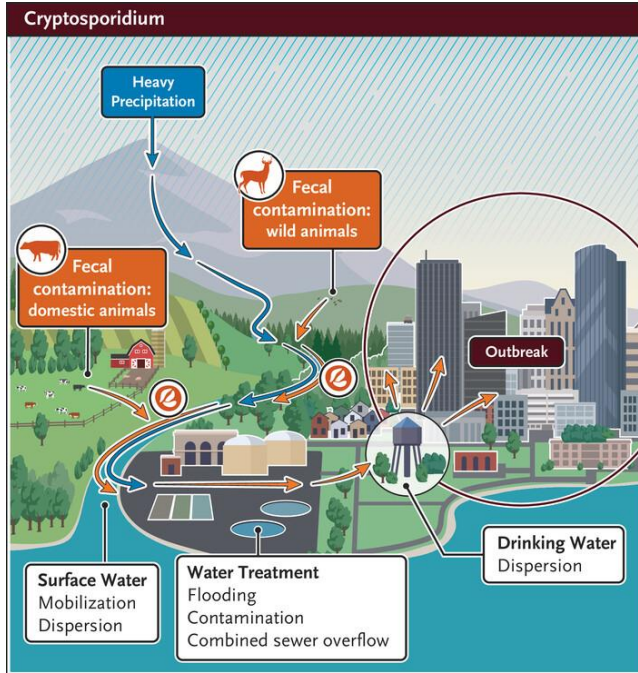 Cryptosporidium
Heavy
Precipitation
Fecal
contamination:
wild animals
Fecal
contamination:
domestic animals
Outbreak
Drinking Water
Dispersion
Surface Water
Mobilization
Dispersion
Water Treatment
Flooding
Contamination
Combined sewer overflow